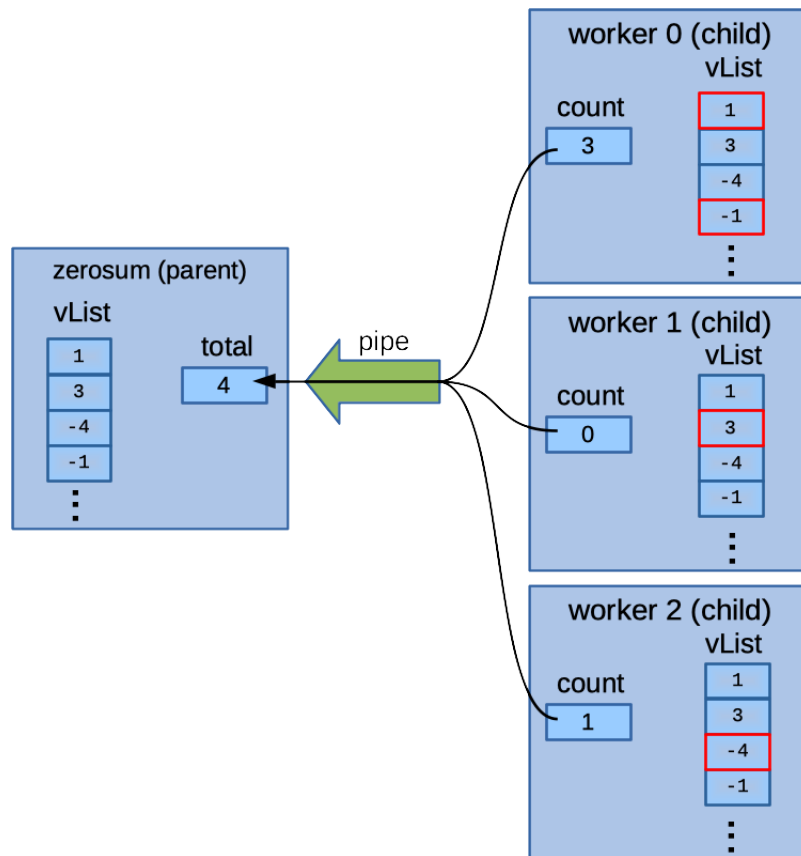 zerosum (parent)
vList
1
3
-4
-1
total
4
pipe
worker 0 (child)
vList
count
3
1
3
-4
-1
worker 1 (child)
vList
count
0
1
3
-4
-1
worker 2 (child)
vList
count
1
1
3
-4
-1